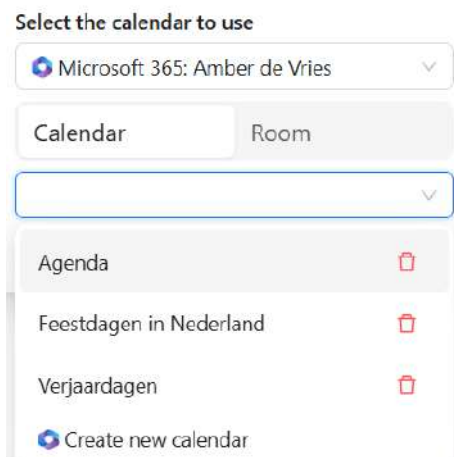 Select the calendar to use
Microsoft 365: Amber de Vries
Calendar Room
Agenda
Feestdagen in Nederland
Verjaardagen
Create new calendar